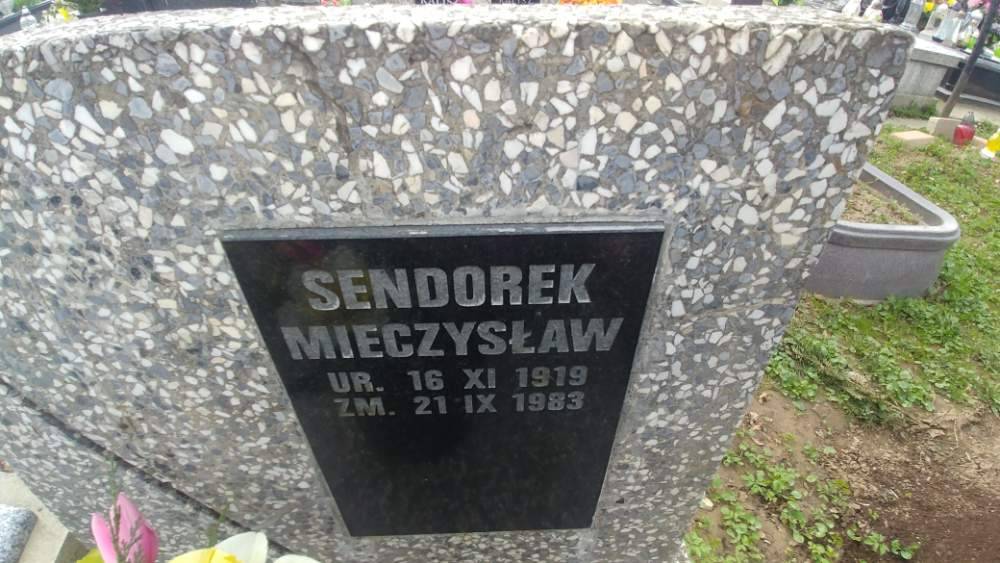 SENDOREK
MIECZYSŁAW
UR. 16 XI 1919
ZM. 21 IX 1983